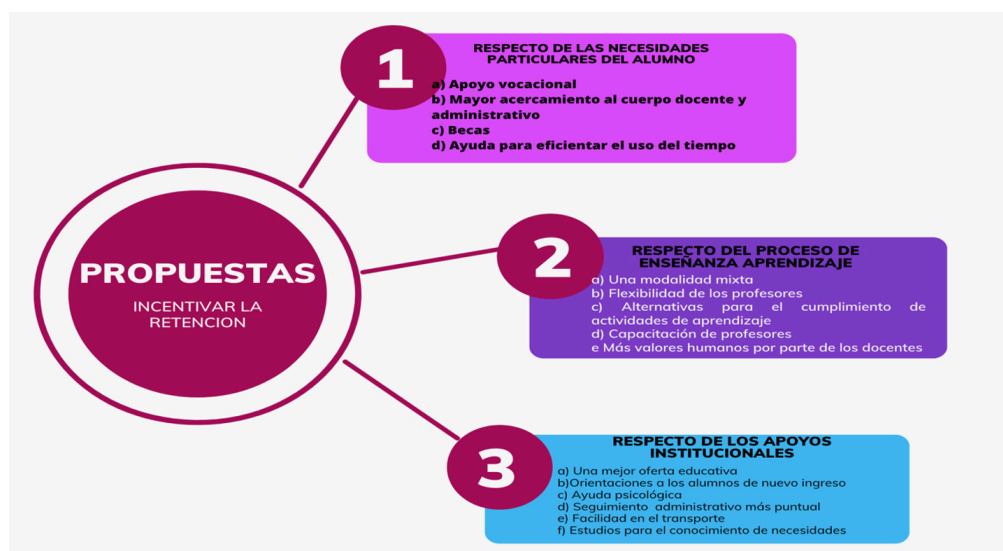 PROPUESTAS
INCENTIVAR LA
RETENCION
1
RESPECTO DE LAS NECESIDADES
PARTICULARES DEL ALUMNO
a) Apoyo vocacional
b) Mayor acercamiento al cuerpo docente y
administrativo
c) Becas
d) Ayuda para eficientar el uso del tiempo
2
RESPECTO DEL PROCESO DE
ENSEÑANZA APRENDIZAJE
a) Una modalidad mixta
b) Flexibilidad de los profesores
c) Alternativas para el cumplimiento de
actividades de aprendizaje
d) Capacitación de profesores
e Más valores humanos por parte de los docentes
3
RESPECTO DE LOS APOYOS
INSTITUCIONALES
a) Una mejor oferta educativa
b)Orientaciones a los alumnos de nuevo ingreso
c) Ayuda psicológica
d) Seguimiento administrativo más puntual
e) Facilidad en el transporte
f) Estudios para el conocimiento de necesidades